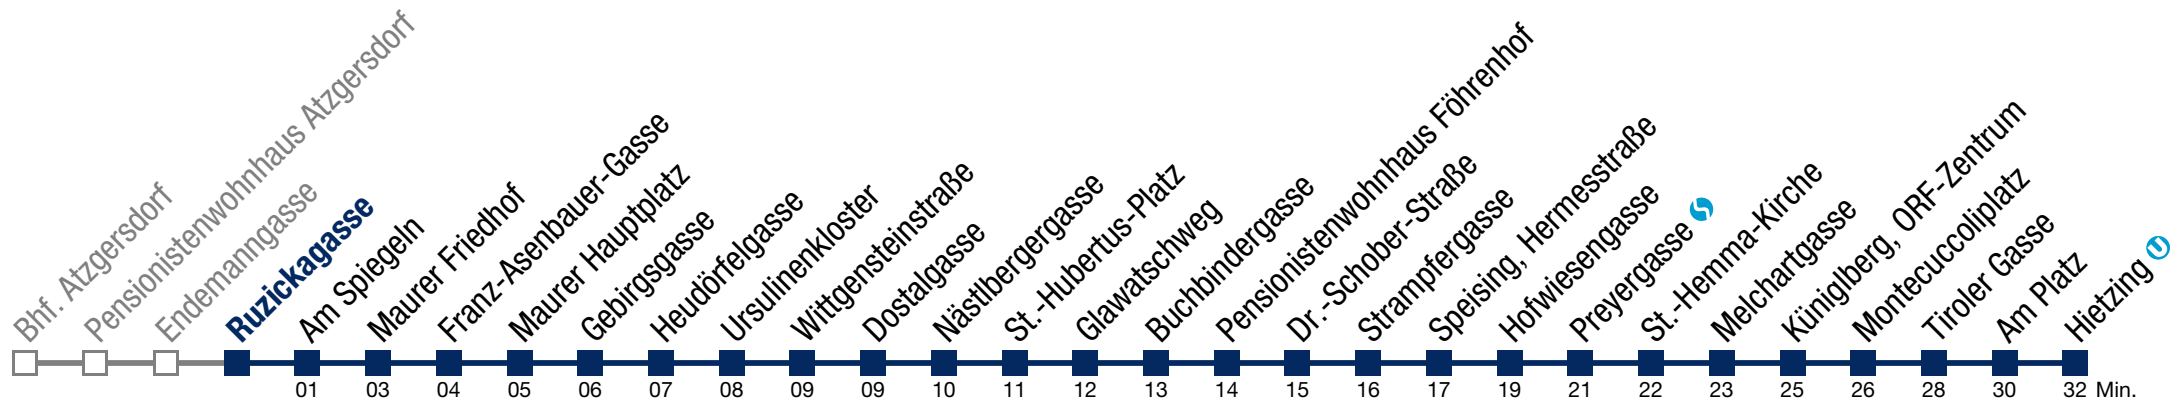 Bhf. Atzgersdorf
Pensionistenwohnhaus Atzgersdorf
Endemanngasse
Ruzickagasse
Am Spiegeln
Maurer Friedhof
Franz-Asenbauer-Gasse
Maurer Hauptplatz
Gebirgsgasse
Heudörfelgasse
Ursulinenkloster
Wittgensteinstraße
Dostalgasse
Nästlbergergasse
St.-Hubertus-Platz
Glawatschweg
Buchbindergasse
Pensionistenwohnhaus Föhrenhof
Dr.-Schober-Straße
Strampfergasse
Speising, Hermesstraße
Hofwiesengasse
Preyergasse S
St.-Hemma-Kirche
Melchartgasse
Küniglberg, ORF-Zentrum
Montecuccoliplatz
Tiroler Gasse
Am Platz
Hietzing U
01 03 04 05 06 07 08 09 09 10 11 12 13 14 15 16 17 19 21 22 23 25 26 28 30 32 Min.